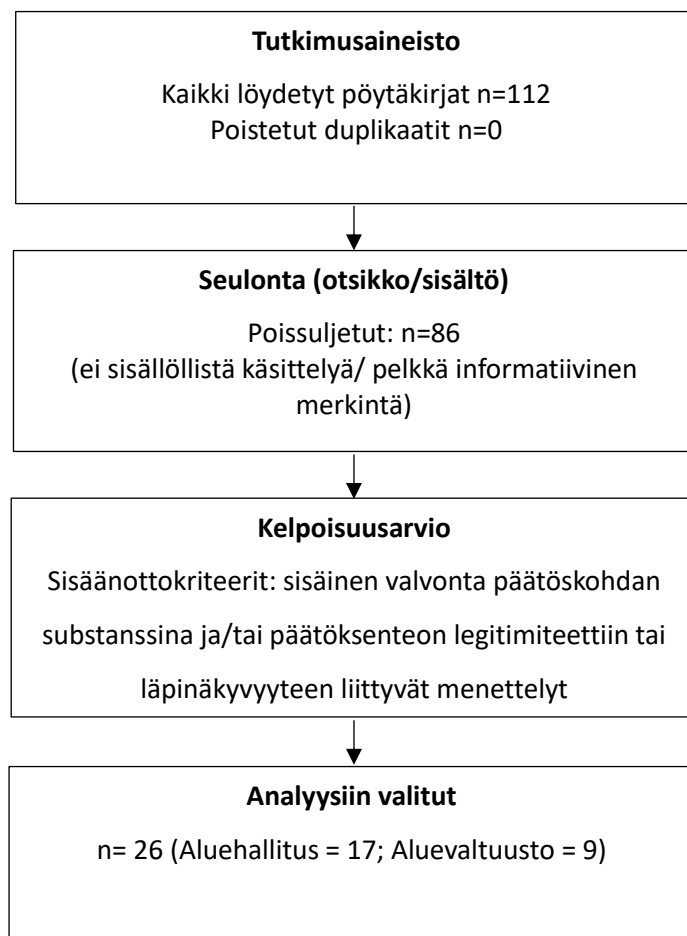 Tutkimusaineisto
Kaikki löydetyt pöytäkirjat n=112
Poistetut duplikaatit n=0
Seulonta (otsikko/sisältö)
Poissuljetut: n=86
(ei sisällöllistä käsittelyä/ pelkkä informatiivinen
merkintä)
Kelpoisuusarvio
Sisäänottokriteerit: sisäinen valvonta päätöskohdan
substanssina ja/tai päätöksenteon legitimiteettiin tai
läpinäkyvyyteen liittyvät menettelyt
Analyysiin valitut
n= 26 (Aluehallitus = 17; Aluevaltuusto = 9)